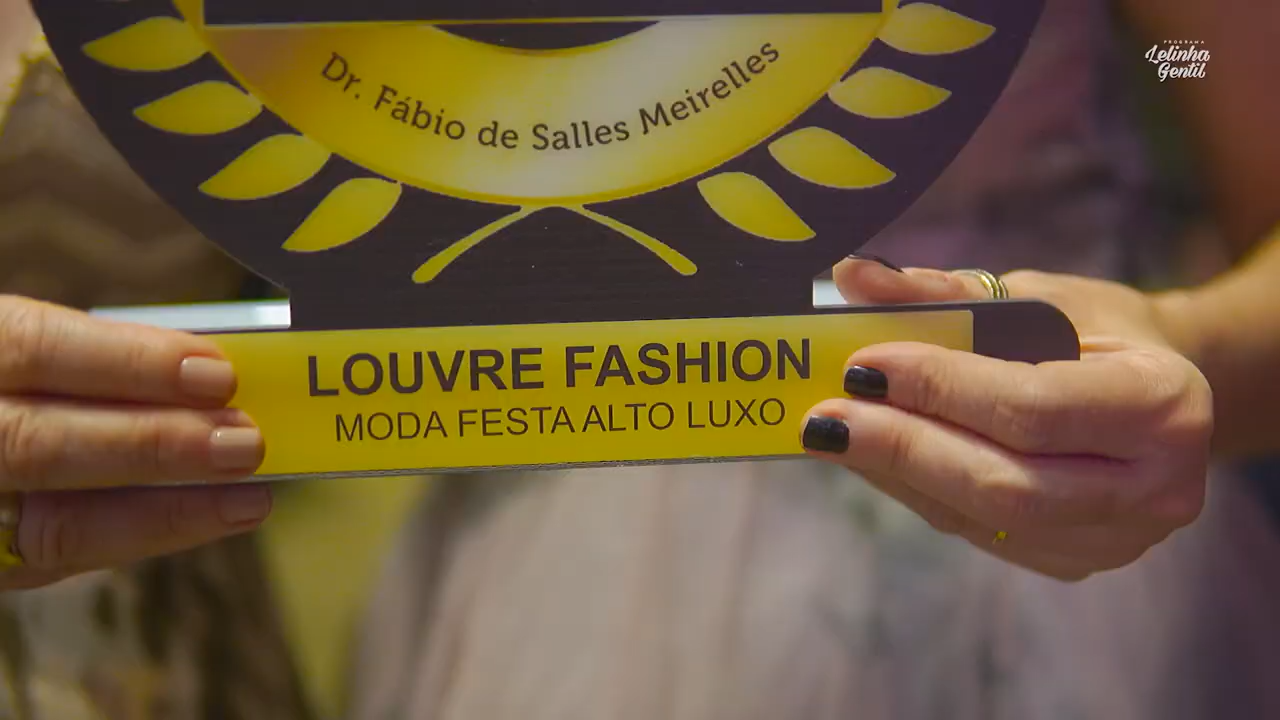 PROGRAMA
Lelinha
Gentil
Dr. Fábio de Salles Meirelles
LOUVRE FASHION
MODA FESTA ALTO LUXO